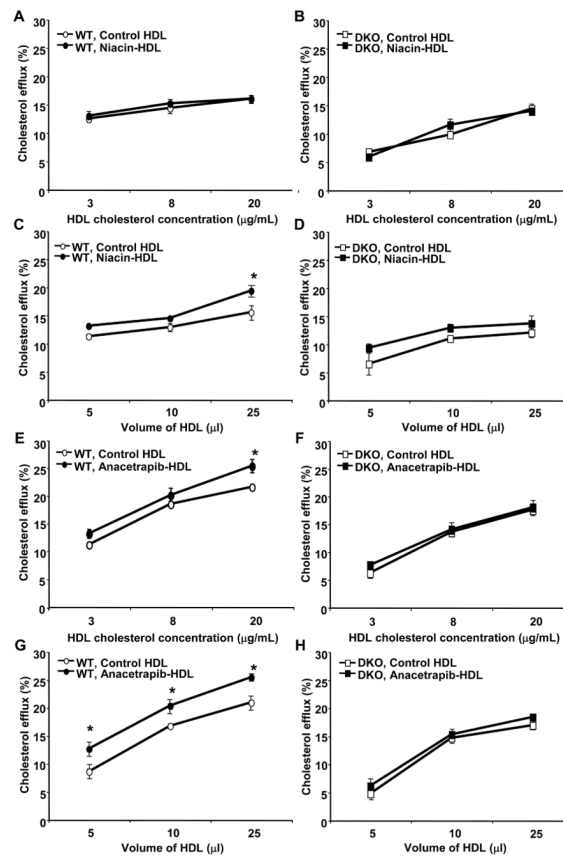 A
WT, Control HDL
WT, Niacin-HDL
Cholesterol efflux (%)
30
25
20
15
10
5
0
3 8 20
HDL cholesterol concentration (µg/mL)
B
DKO, Control HDL
DKO, Niacin-HDL
Cholesterol efflux (%)
30
25
20
15
10
5
0
3 8 20
HDL cholesterol concentration (µg/mL)
C
WT, Control HDL
WT, Niacin-HDL
*
Cholesterol efflux (%)
30
25
20
15
10
5
0
5 10 25
Volume of HDL (µl)
D
DKO, Control HDL
DKO, Niacin-HDL
Cholesterol efflux (%)
30
25
20
15
10
5
0
5 10 25
Volume of HDL (µl)
E
WT, Control HDL
WT, Anacetrapib-HDL
*
Cholesterol efflux (%)
30
25
20
15
10
5
0
3 8 20
HDL cholesterol concentration (µg/mL)
F
DKO, Control HDL
DKO, Anacetrapib-HDL
Cholesterol efflux (%)
30
25
20
15
10
5
0
3 8 20
HDL cholesterol concentration (µg/mL)
G
WT, Control HDL
WT, Anacetrapib-HDL
* * *
Cholesterol efflux (%)
30
25
20
15
10
5
0
5 10 25
Volume of HDL (µl)
H
DKO, Control HDL
DKO, Anacetrapib-HDL
Cholesterol efflux (%)
30
25
20
15
10
5
0
5 10 25
Volume of HDL (µl)